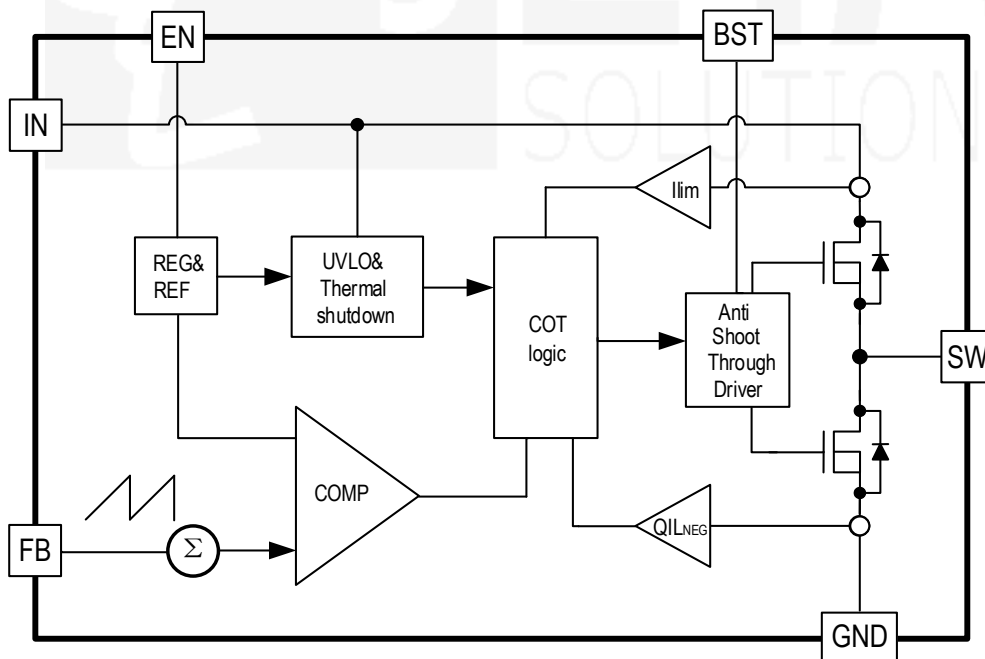 EN
BST
SOLUTION
IN
Ilim
REG&
REF
UVLO&
Thermal
shutdown
COT
logic
Anti
Shoot
Through
Driver
SW
COMP
QILNEG
FB
Σ
GND